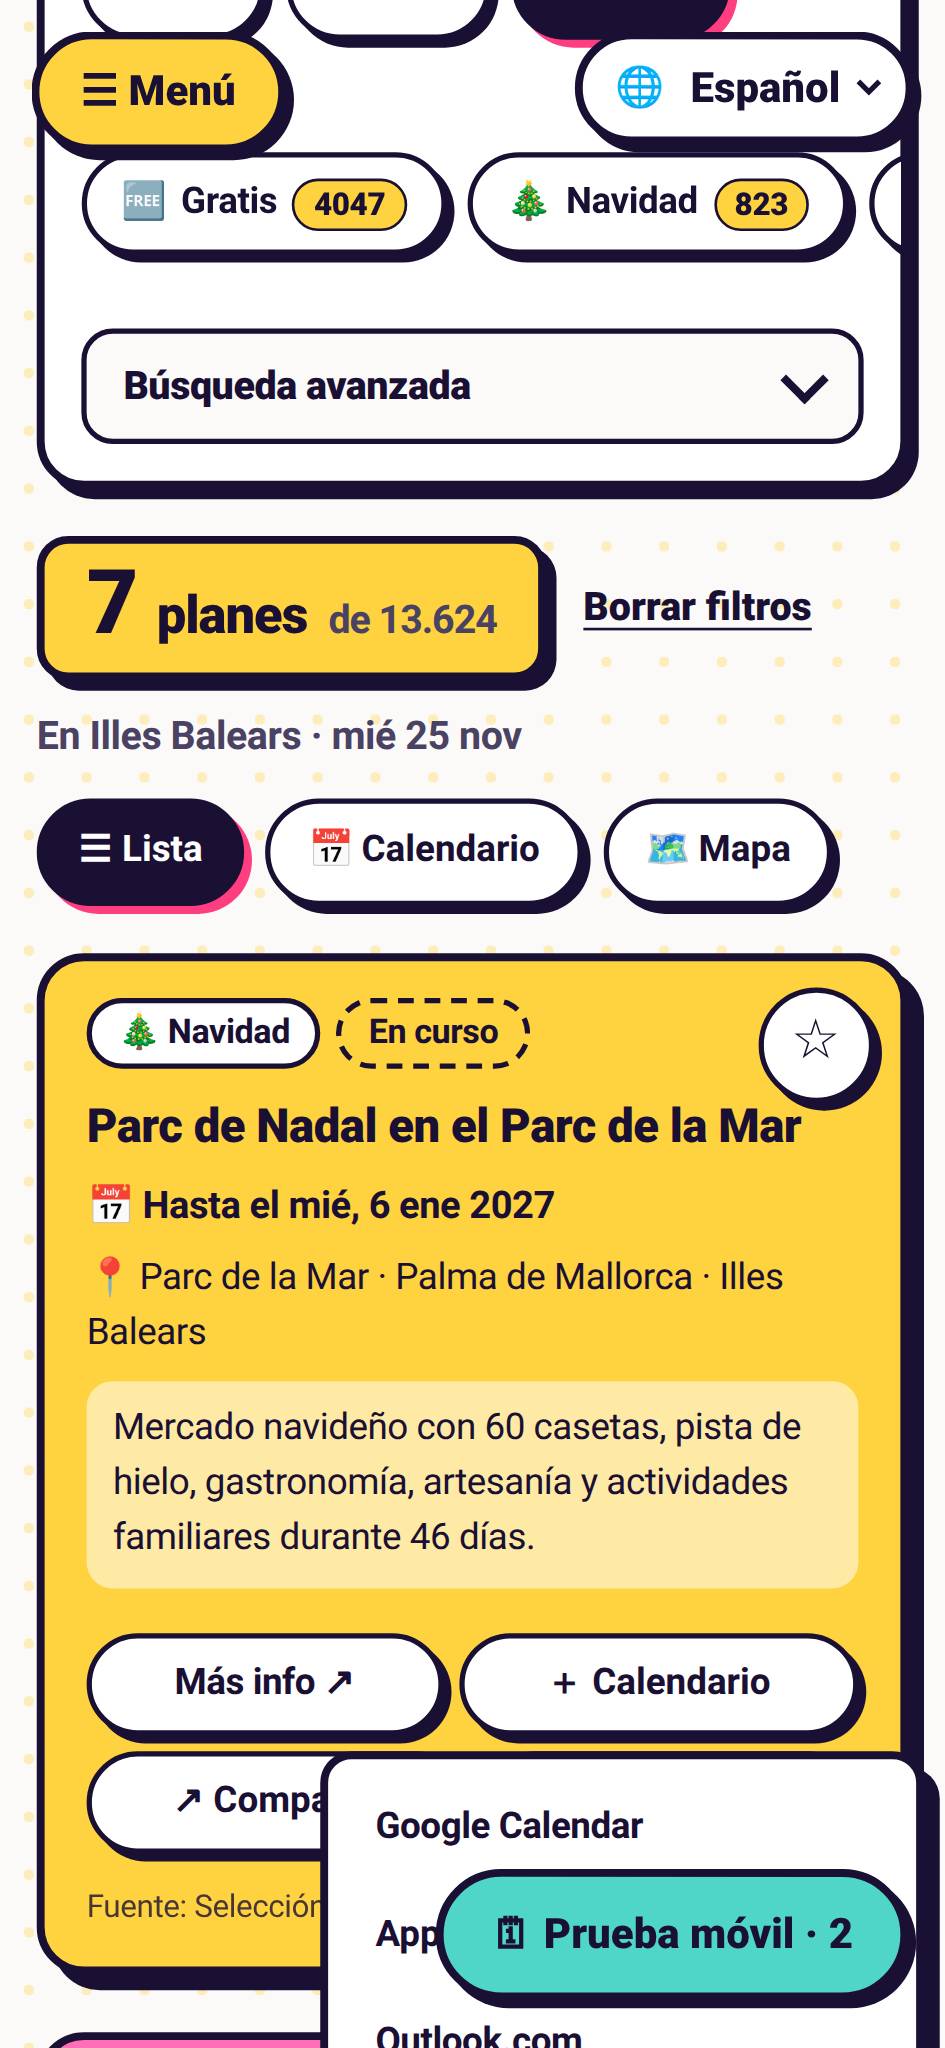 ☰ Menú
🌐 Español
🆓 Gratis 4047
🎄 Navidad 823
Búsqueda avanzada
7 planes de 13.624
Borrar filtros
En Illes Balears · mié 25 nov
☰ Lista
📅 Calendario
🗺️ Mapa
🎄 Navidad
En curso
☆
Parc de Nadal en el Parc de la Mar
📅 Hasta el mié, 6 ene 2027
📍 Parc de la Mar · Palma de Mallorca · Illes
Balears
Mercado navideño con 60 casetas, pista de
hielo, gastronomía, artesanía y actividades
familiares durante 46 días.
Más info ↗
+ Calendario
↗ Compa
Google Calendar
Fuente: Selección
App
Prueba móvil · 2
Outlook.com